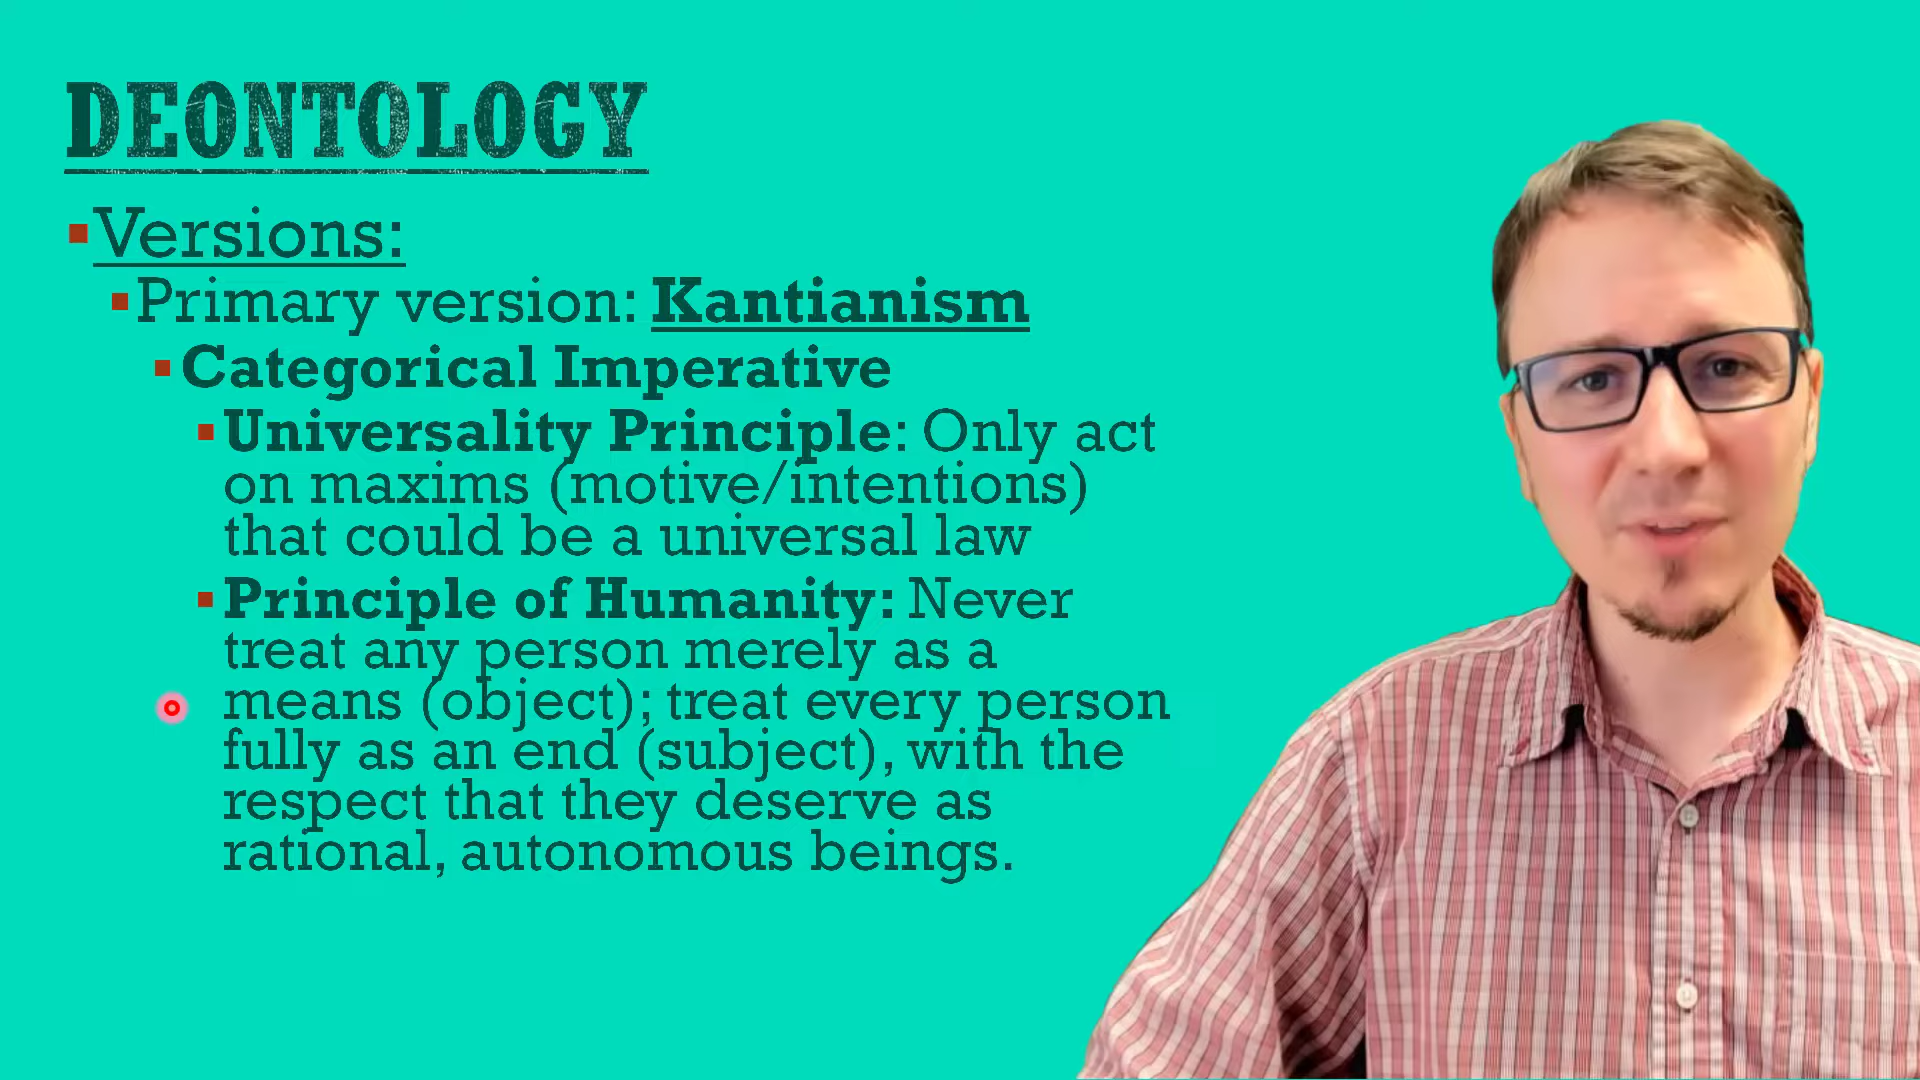 DEONTOLOGY
Versions:
Primary version: Kantianism
Categorical Imperative
Universality Principle: Only act
on maxims (motive/intentions)
that could be a universal law
Principle of Humanity: Never
treat any person merely as a
means (object); treat every person
fully as an end (subject), with the
respect that they deserve as
rational, autonomous beings.